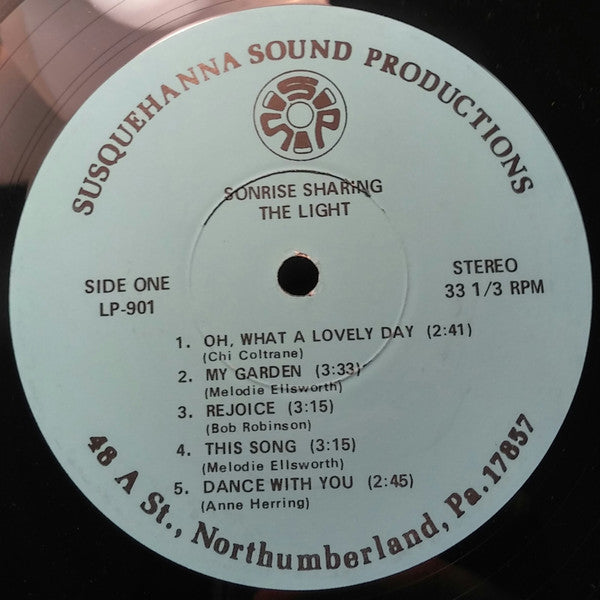 SUSQUEHANNA SOUND PRODUCTIONS
SSP
SONRISE SHARING
THE LIGHT
SIDE ONE
LP-901
STEREO
33 1/3 RPM
1. OH, WHAT A LOVELY DAY (2:41)
(Chi Coltrane)
2. MY GARDEN (3:33)
(Melodie Ellsworth)
3. REJOICE (3:15)
(Bob Robinson)
4. THIS SONG (3:15)
(Melodie Ellsworth)
5. DANCE WITH YOU (2:45)
(Anne Herring)
48 A St., Northumberland, Pa. 17857